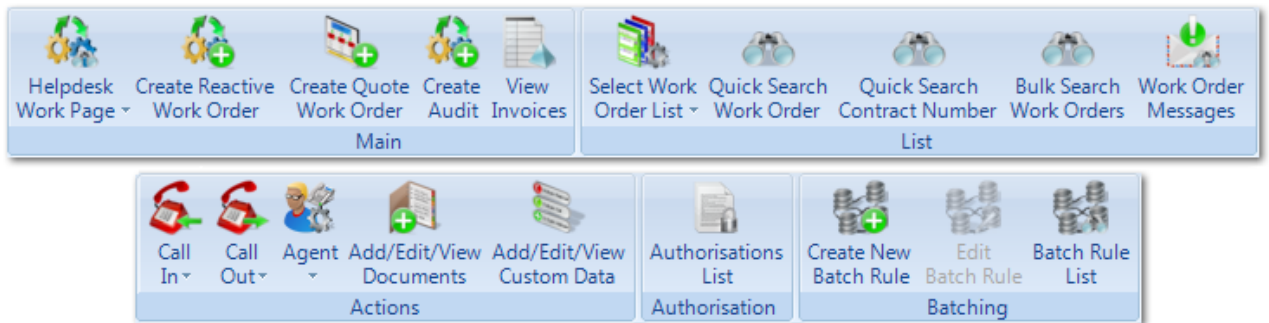 Helpdesk Create Reactive Create Quote Create View Select Work Quick Search Quick Search Bulk Search Work Order
Work Page Work Order Work Order Audit Invoices Order List Work Order Contract Number Work Orders Messages
Main List
Call Call Agent Add/Edit/View Add/Edit/View Authorisations Create New Edit Batch Rule
In Out Documents Custom Data List Batch Rule Batch Rule List
Actions Authorisation Batching